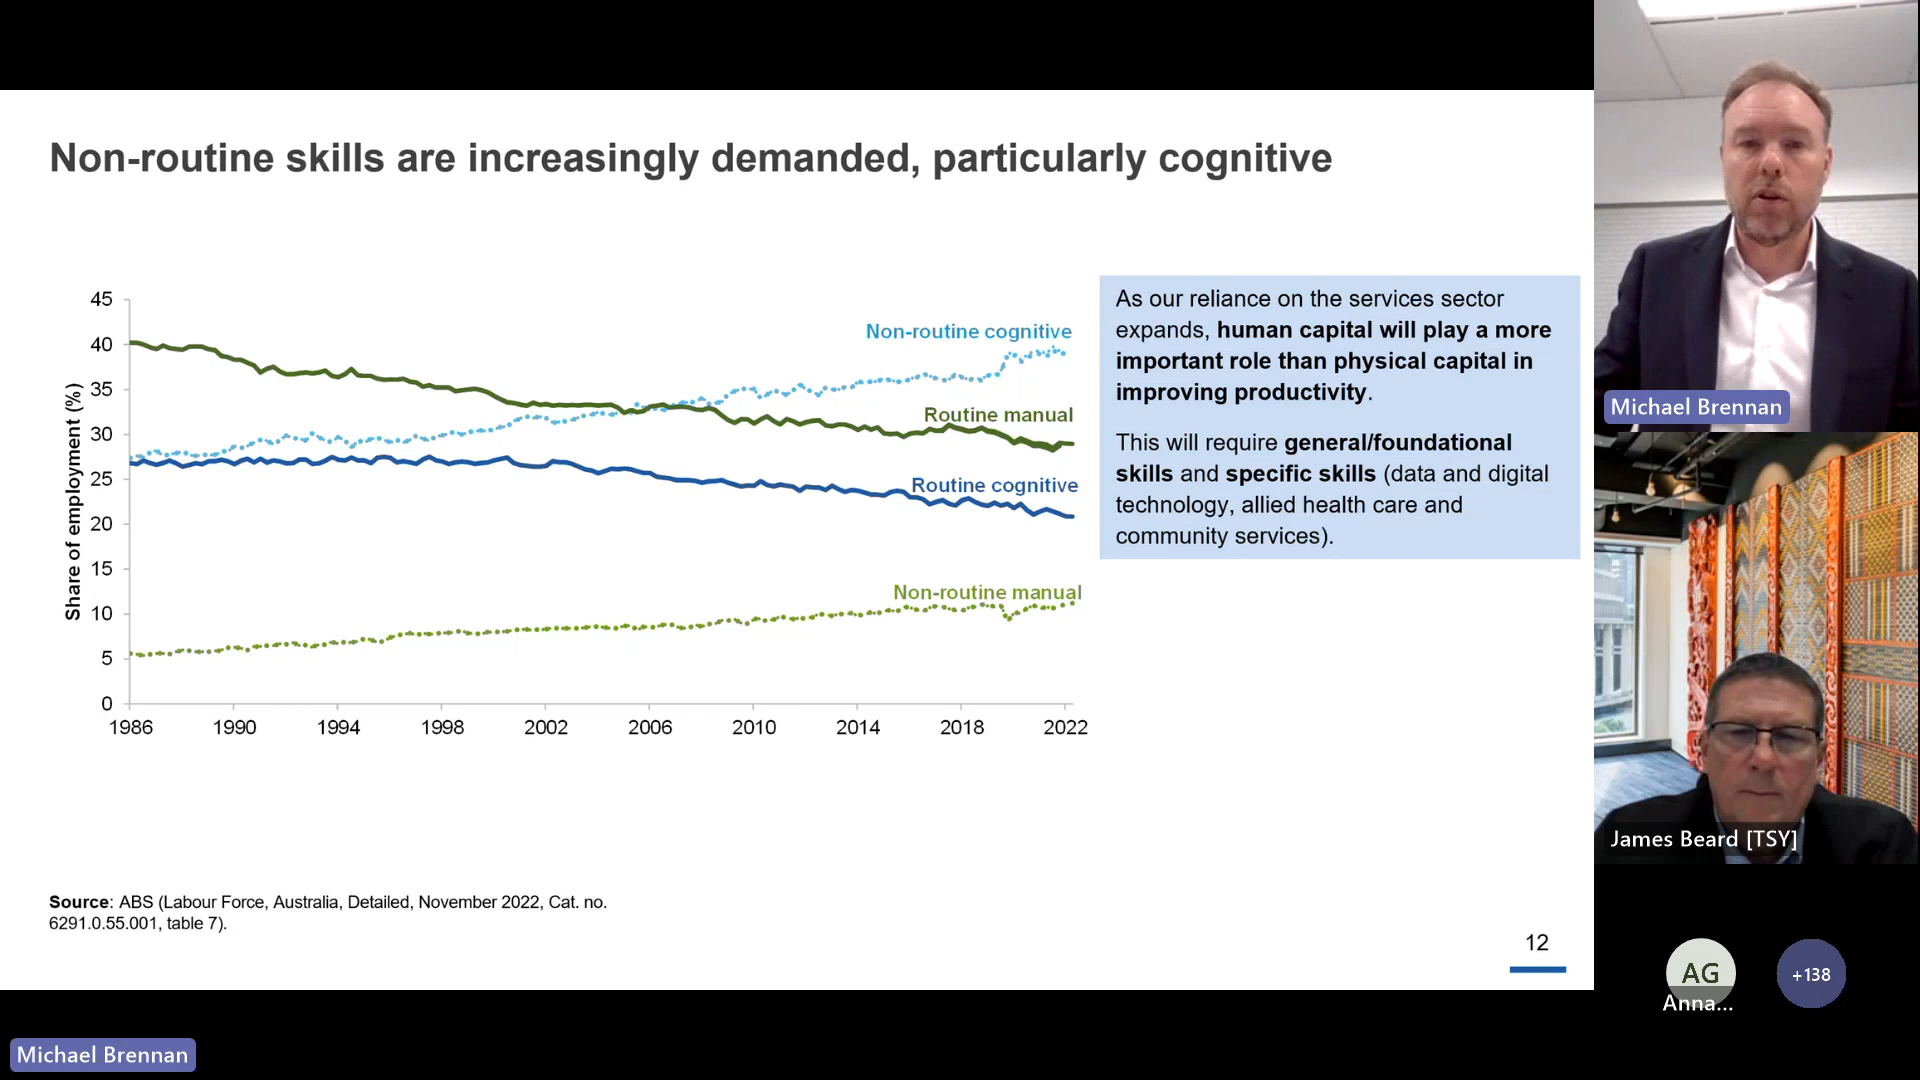 Non-routine skills are increasingly demanded, particularly cognitive
Share of employment (%)
45
40
35
30
25
20
15
10
5
0
1986
1990
1994
1998
2002
2006
2010
2014
2018
2022
Non-routine cognitive
Routine manual
Routine cognitive
Non-routine manual
As our reliance on the services sector
expands, human capital will play a more
important role than physical capital in
improving productivity.
This will require general/foundational
skills and specific skills (data and digital
technology, allied health care and
community services).
Source: ABS (Labour Force, Australia, Detailed, November 2022, Cat. no.
6291.0.55.001, table 7).
12
Michael Brennan
James Beard [TSY]
AG
Anna...
+138
Michael Brennan